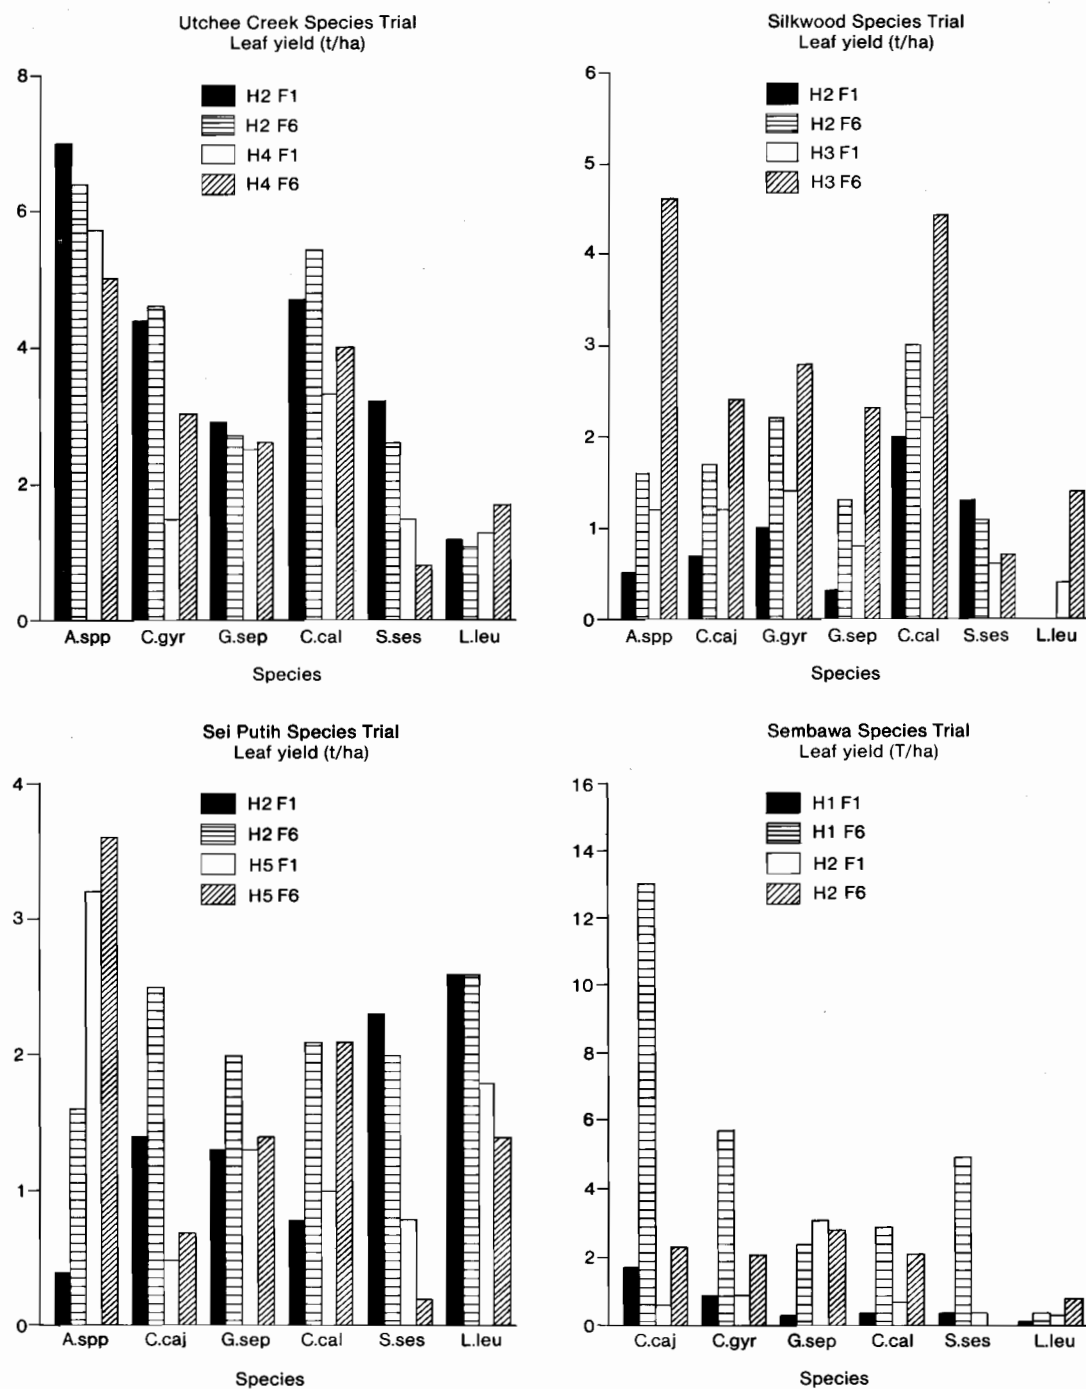 Utchee Creek Species Trial
Leaf yield (t/ha)
H2 F1
H2 F6
H4 F1
H4 F6
8
6
4
2
0
A.spp C.gyr G.sep C.cal S.ses L.leu
Species
Silkwood Species Trial
Leaf yield (t/ha)
H2 F1
H2 F6
H3 F1
H3 F6
6
5
4
3
2
1
0
A.spp C.caj G.gyr G.sep C.cal S.ses L.leu
Species
Sei Putih Species Trial
Leaf yield (t/ha)
H2 F1
H2 F6
H5 F1
H5 F6
4
3
2
1
0
A.spp C.caj G.sep C.cal S.ses L.leu
Species
Sembawa Species Trial
Leaf yield (T/ha)
H1 F1
H1 F6
H2 F1
H2 F6
16
14
12
10
8
6
4
2
0
C.caj C.gyr G.sep C.cal S.ses L.leu
Species